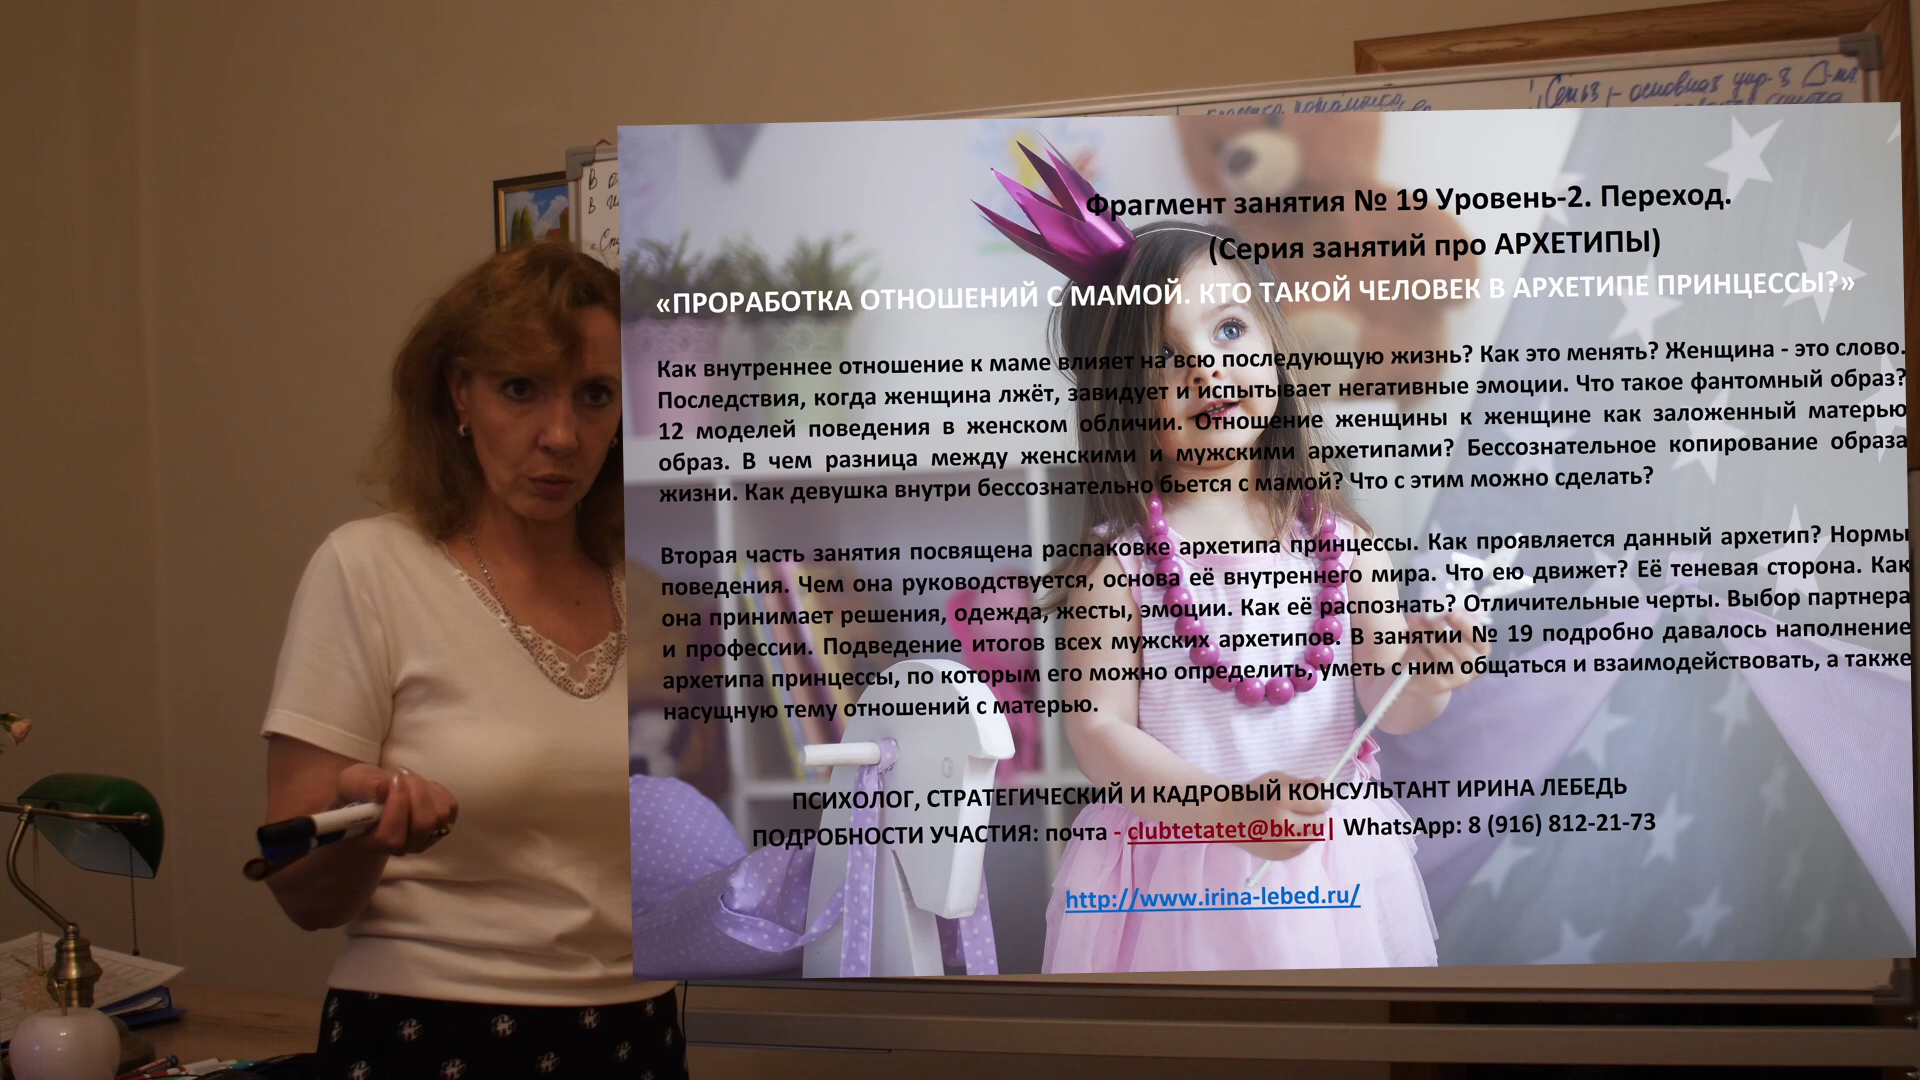 В
В
Семья - основная
Фрагмент занятия № 19 Уровень-2. Переход.
(Серия занятий про АРХЕТИПЫ)
«ПРОРАБОТКА ОТНОШЕНИЙ С МАМОЙ. КТО ТАКОЙ ЧЕЛОВЕК В АРХЕТИПЕ ПРИНЦЕССЫ?»
Как внутреннее отношение к маме влияет на всю последующую жизнь? Как это менять? Женщина - это слово.
Последствия, когда женщина лжёт, завидует и испытывает негативные эмоции. Что такое фантомный образ?
12 моделей поведения в женском обличии. Отношение женщины к женщине как заложенный матерью
образ. В чем разница между женскими и мужскими архетипами? Бессознательное копирование образа
жизни. Как девушка внутри бессознательно бьется с мамой? Что с этим можно сделать?
Вторая часть занятия посвящена распаковке архетипа принцессы. Как проявляется данный архетип? Нормы
поведения. Чем она руководствуется, основа её внутреннего мира. Что ею движет? Её теневая сторона. Как
она принимает решения, одежда, жесты, эмоции. Как её распознать? Отличительные черты. Выбор партнера
и профессии. Подведение итогов всех мужских архетипов. В занятии № 19 подробно давалось наполнение
архетипа принцессы, по которым его можно определить, уметь с ним общаться и взаимодействовать, а также
насущную тему отношений с матерью.
ПСИХОЛОГ, СТРАТЕГИЧЕСКИЙ И КАДРОВЫЙ КОНСУЛЬТАНТ ИРИНА ЛЕБЕДЬ
ПОДРОБНОСТИ УЧАСТИЯ: почта - clubtetatet@bk.ru| WhatsApp: 8 (916) 812-21-73
http://www.irina-lebed.ru/